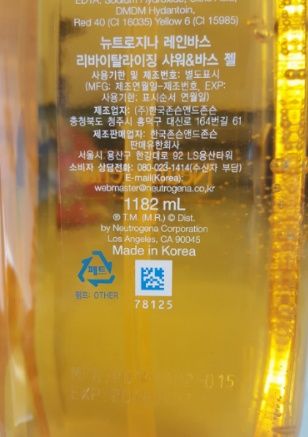 DMDM Hydantoin,
Red 40 (CI 16035) Yellow 6 (CI 15985)
뉴트로지나 레인바스
리바이탈라이징 샤워&바스 젤
사용기한 및 제조번호: 별도표시
(MFG: 제조연월일-제조번호, EXP:
사용기한: 표시순서 연월일)
제조업자: (주)한국존슨앤드존슨
충청북도 청주시 흥덕구 대신로 164번길 61
제조판매업자: 한국존슨앤드존슨
판매유한회사
서울시 용산구 한강대로 92 LS용산타워
소비자 상담전화: 080-023-1414(수신자 부담)
E-mail(Korea):
webmaster@neutrogena.co.kr
1182 mL
® T.M. (M.R.) © Dist.
by Neutrogena Corporation
Los Angeles, CA 90045
Made in Korea
페트
펌프: OTHER
78125
EXP